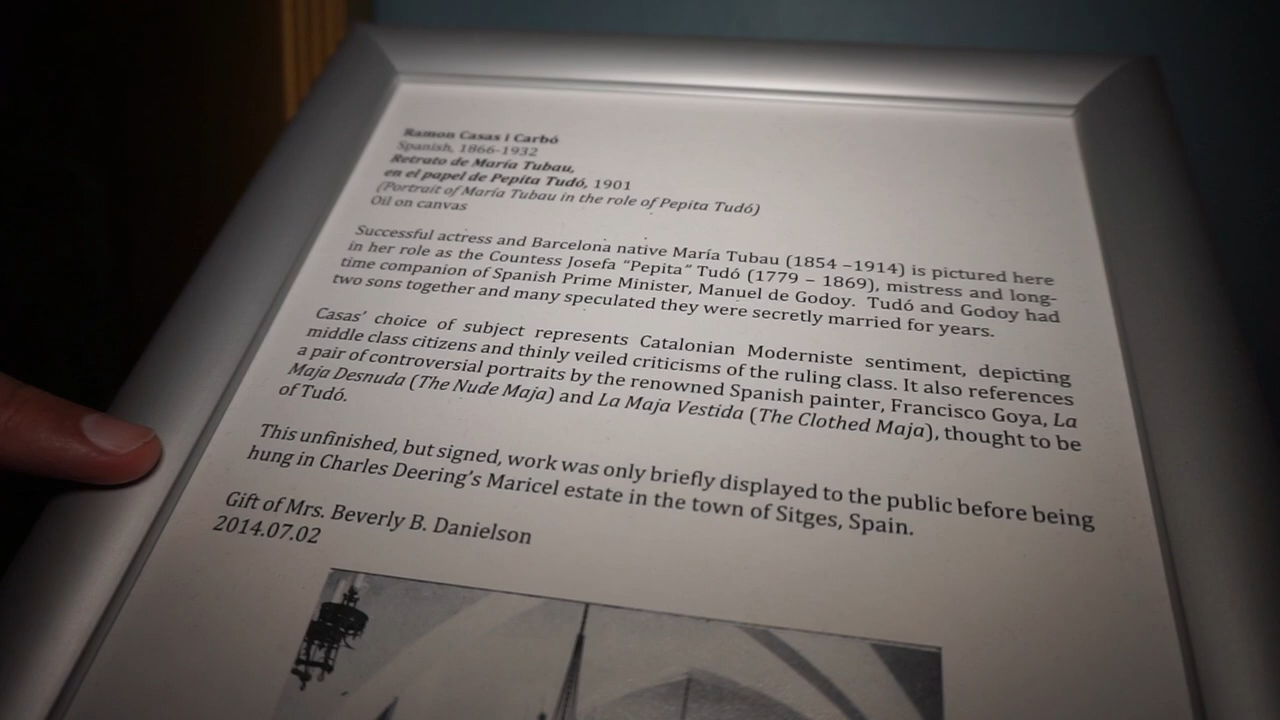 Ramon Casas i Carbó
Spanish, 1866-1932
Retrato de María Tubau,
en el papel de Pepita Tudó, 1901
(Portrait of María Tubau in the role of Pepita Tudó)
Oil on canvas
Successful actress and Barcelona native María Tubau (1854 –1914) is pictured here
in her role as the Countess Josefa “Pepita” Tudó (1779 – 1869), mistress and long-
time companion of Spanish Prime Minister, Manuel de Godoy. Tudó and Godoy had
two sons together and many speculated they were secretly married for years.
Casas’ choice of subject represents Catalonian Moderniste sentiment, depicting
middle class citizens and thinly veiled criticisms of the ruling class. It also references
a pair of controversial portraits by the renowned Spanish painter, Francisco Goya, La
Maja Desnuda (The Nude Maja) and La Maja Vestida (The Clothed Maja), thought to be
of Tudó.
This unfinished, but signed, work was only briefly displayed to the public before being
hung in Charles Deering’s Maricel estate in the town of Sitges, Spain.
Gift of Mrs. Beverly B. Danielson
2014.07.02